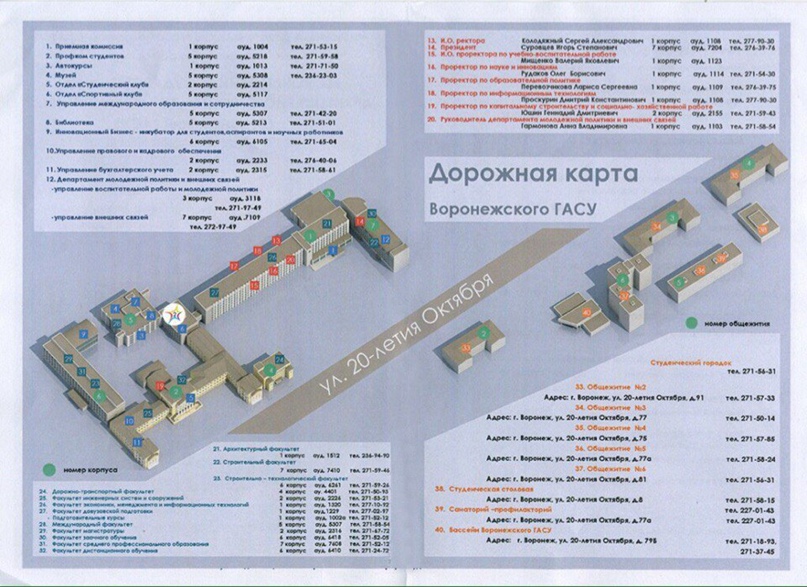 1. Приемная комиссия 1 корпус ауд. 1004 тел. 271-53-15
2. Профком студентов 5 корпус ауд. 5218 тел. 271-59-58
3. Автокурсы 1 корпус ауд. 1013 тел. 271-71-50
4. Музей 5 корпус ауд. 5308 тел. 236-23-03
5. Отдел «Студенческий клуб» 2 корпус ауд. 2214
6. Отдел «Спортивный клуб» 5 корпус ауд. 5117
7. Управление международного образования и сотрудничества
5 корпус ауд. 5307 тел. 271-42-20
8. Библиотека 5 корпус ауд. 5213 тел. 271-51-01
9. Инновационный Бизнес - инкубатор для студентов, аспирантов и научных работников
6 корпус ауд. 6105 тел. 271-65-04
10. Управление правового и кадрового обеспечения
2 корпус ауд. 2233 тел. 276-40-06
11. Управление бухгалтерского учета 2 корпус ауд. 2315 тел. 271-58-61
12. Департамент молодежной политики и внешних связей
-управление воспитательной работы и молодежной политики
3 корпус ауд. 3116
тел. 271-97-49
-управление внешних связей 7 корпус ауд. 7109
тел. 272-97-49
13. И.О. ректора Колодяжный Сергей Александрович 1 корпус ауд. 1108 тел. 277-90-30
14. Президент Суровцев Игорь Степанович 7 корпус ауд. 7204 тел. 276-39-76
15. И.О. проректора по учебно-воспитательной работе
Мищенко Валерий Яковлевич 1 корпус ауд. 1123
16. Проректор по науке и инновациям
Рудаков Олег Борисович 1 корпус ауд. 1114 тел. 271-54-30
17. Проректор по образовательной политике
Перевозчикова Лариса Сергеевна 1 корпус ауд. 1109 тел. 276-39-75
18. Проректор по информационным технологиям
Проскурин Дмитрий Константинович 1 корпус ауд. 1108 тел. 277-90-30
19. Проректор по капитальному строительству и социально- хозяйственной работе
Юшин Геннадий Дмитриевич 2 корпус ауд. 2155 тел. 271-59-43
20. Руководитель департамента молодежной политики и внешних связей
Гармонова Анна Владимировна 1 корпус ауд. 1103 тел. 271-58-54
Дорожная карта
Воронежского ГАСУ
ул. 20-летия Октября
номер общежития
номер корпуса
Студенческий городок
тел. 271-56-31
33. Общежитие №2
Адрес: г. Воронеж, ул. 20-летия Октября, д.91 тел. 271-57-33
34. Общежитие №3
Адрес: г. Воронеж, ул. 20-летия Октября, д.77 тел. 271-50-14
35. Общежитие №4
Адрес: г. Воронеж, ул. 20-летия Октября, д.75 тел. 271-57-85
36. Общежитие №5
Адрес: г. Воронеж, ул. 20-летия Октября, д.77а тел. 271-58-24
37. Общежитие №6
Адрес: г. Воронеж, ул. 20-летия Октября, д.81 тел. 271-56-31
38. Студенческая столовая
Адрес: г. Воронеж, ул. 20-летия Октября, д.8 тел. 271-58-15
39. Санаторий -профилакторий тел. 227-01-43
Адрес: г. Воронеж, ул. 20-летия Октября, д.77а тел. 227-01-43
40. Бассейн Воронежского ГАСУ
Адрес: г. Воронеж, ул. 20-летия Октября, д. 79Б тел. 271-18-93,
271-37-45
21. Архитектурный факультет
1 корпус ауд. 1512 тел. 236-94-90
22. Строительный факультет
7 корпус ауд. 7410 тел. 271-59-46
23. Строительно - технологический факультет
6 корпус ауд. 6261 тел. 271-59-26
24. Дорожно-транспортный факультет 4 корпус ау. 4401 тел. 271-50-93
25. Факультет инженерных систем и сооружений 2 корпус ауд. 2226 тел. 271-53-21
26. Факультет экономики, менеджмента и информационных технологий 1 корпус ауд. 1320 тел. 277-10-92
27. Факультет довузовской подготовки 1 корпус ауд.1229 тел. 277-02-57
- Подготовительные курсы 1 корпус ауд. 1002а тел. 271-52-12
28. Международный факультет 5 корпус ауд. 5307 тел. 271-58-54
29. Факультет магистратуры 2 корпус ауд. 2316 тел. 271-67-72
30. Факультет заочного обучения 6 корпус ауд. 6418 тел. 271-52-05
31. Факультет среднего профессионального образования 7 корпус ауд. 7408 тел. 271-52-12
32. Факультет дистанционного обучения 6 корпус ауд. 6410 тел. 271-24-72